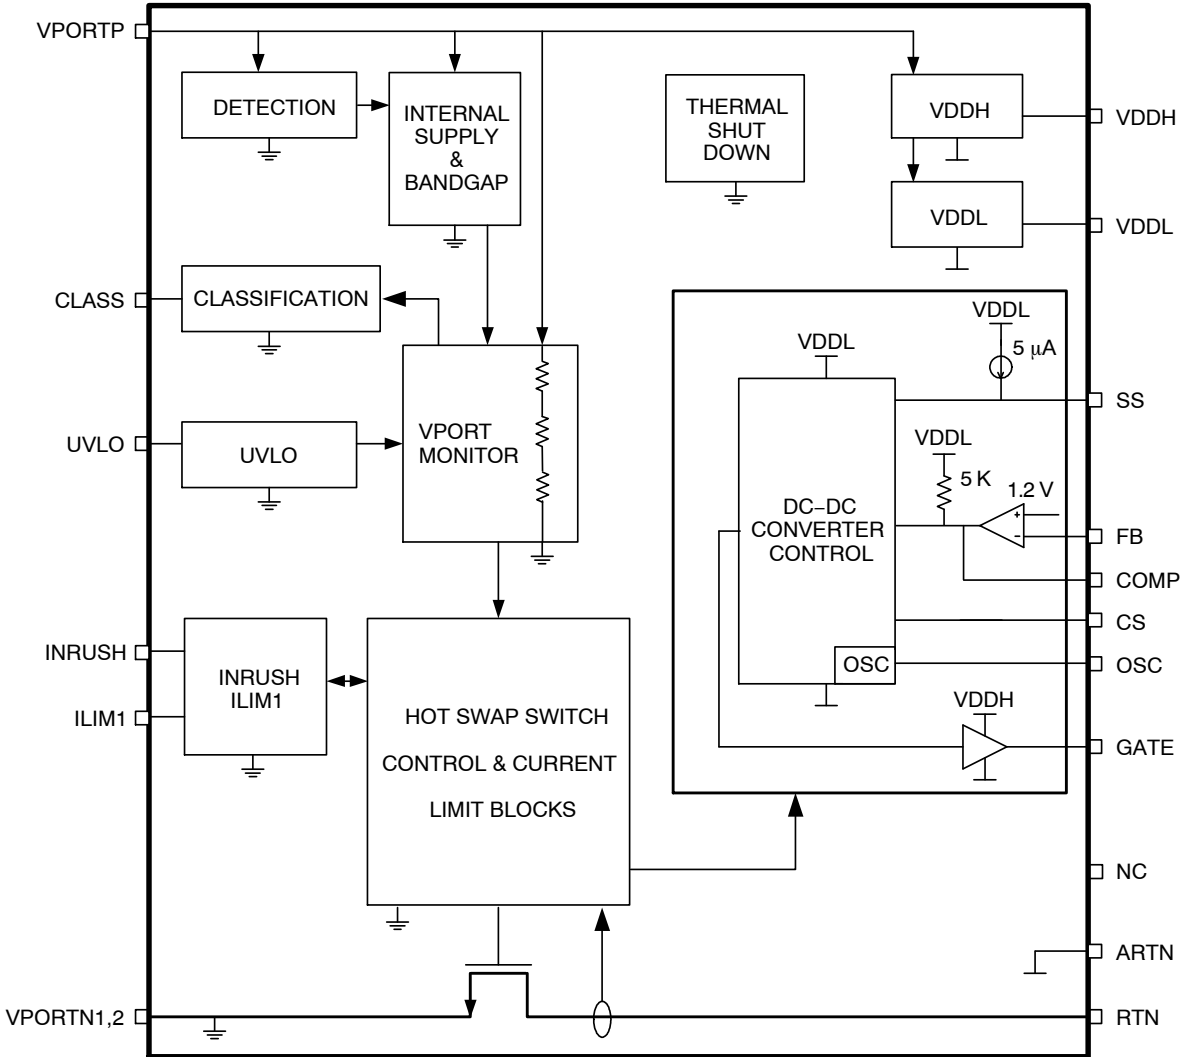 VPORTP
DETECTION
INTERNAL
SUPPLY
&
BANDGAP
THERMAL
SHUT
DOWN
VDDH
VDDH
VDDL
VDDL
CLASS
CLASSIFICATION
UVLO
UVLO
VPORT
MONITOR
VDDL
VDDL
5 μA
SS
VDDL
5 K
1.2 V
+
-
FB
COMP
DC−DC
CONVERTER
CONTROL
CS
OSC
OSC
VDDH
GATE
INRUSH
ILIM1
INRUSH
ILIM1
HOT SWAP SWITCH
CONTROL & CURRENT
LIMIT BLOCKS
NC
ARTN
VPORTN1,2
RTN